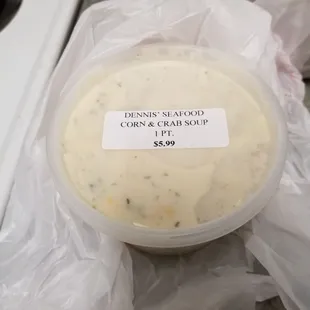 DENNIS' SEAFOOD
CORN & CRAB SOUP
1 PT.
$5.99